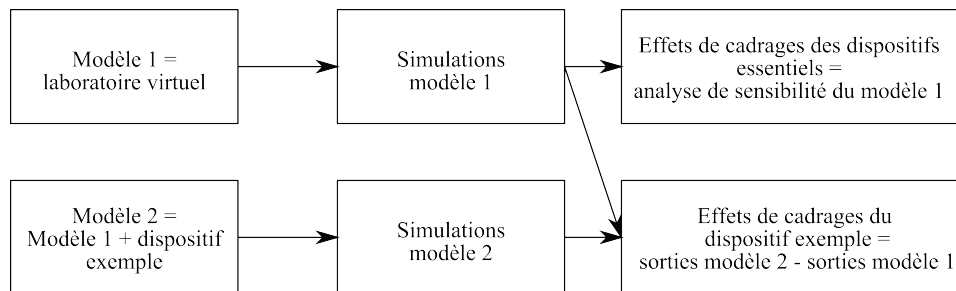 Modèle 1 =
laboratoire virtuel
Simulations
modèle 1
Effets de cadrages des dispositifs
essentiels =
analyse de sensibilité du modèle 1
Modèle 2 =
Modèle 1 + dispositif
exemple
Simulations
modèle 2
Effets de cadrages du
dispositif exemple =
sorties modèle 2 - sorties modèle 1